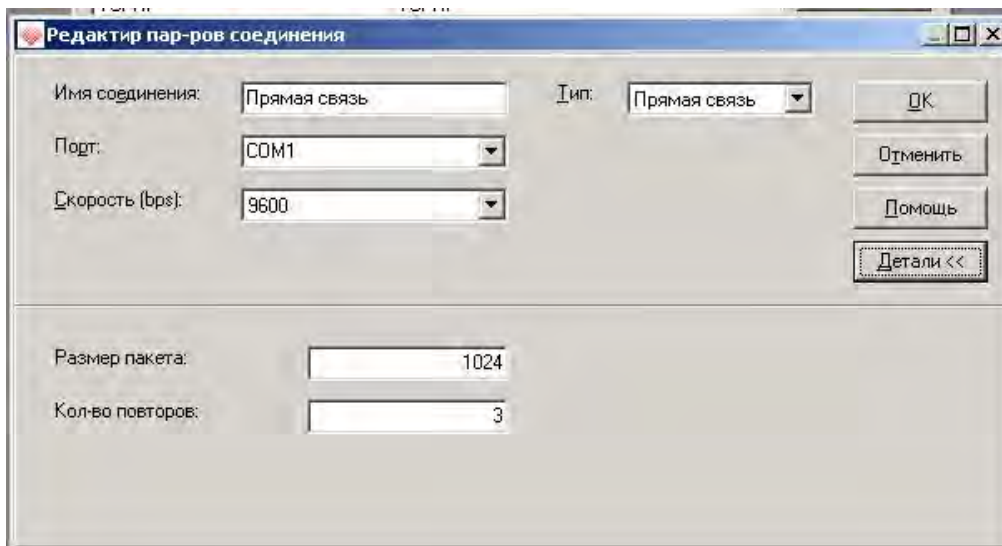 Редактир пар-ров соединения
Имя соединения: Прямая связь Тип: Прямая связь OK
Порт: COM1 Отменить
Скорость (bps): 9600 Помощь
Детали <<
Размер пакета: 1024
Кол-во повторов: 3